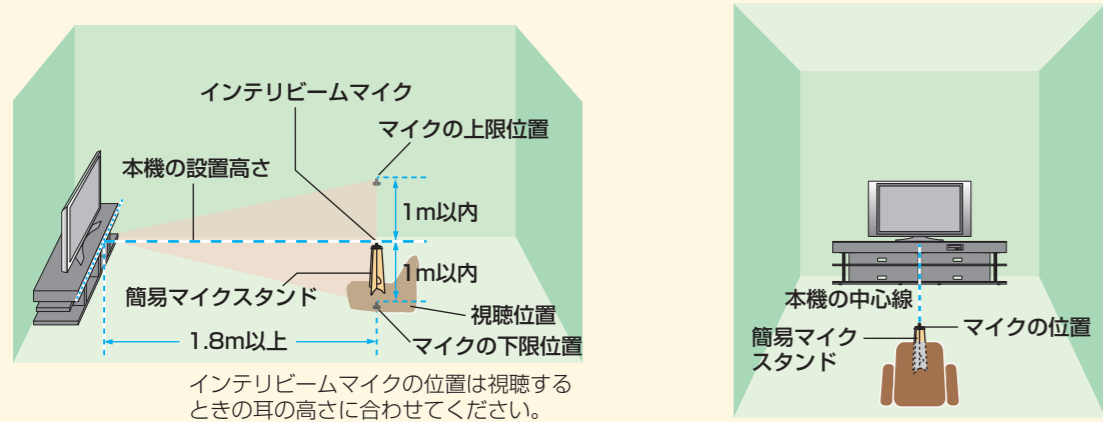 インテリビームマイク
マイクの上限位置
本機の設置高さ
1m以内
1m以内
簡易マイクスタンド
視聴位置
1.8m以上
マイクの下限位置
インテリビームマイクの位置は視聴する
ときの耳の高さに合わせてください。
本機の中心線
簡易マイク
スタンド
マイクの位置